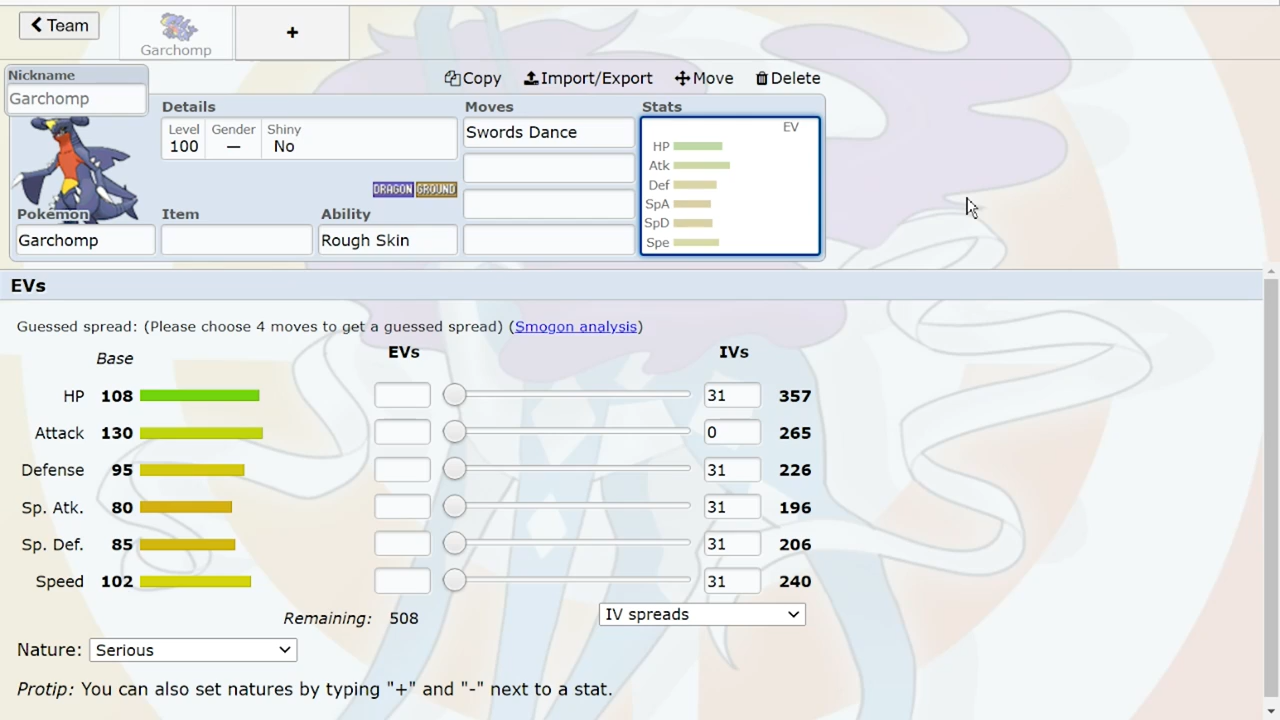 Team
Garchomp
+
Nickname
Garchomp
Copy
Import/Export
Move
Delete
Details
Level
100
Gender
—
Shiny
No
DRAGON GROUND
Pokémon
Garchomp
Item
Ability
Rough Skin
Moves
Swords Dance
Stats
EV
HP
Atk
Def
SpA
SpD
Spe
EVs
Guessed spread: (Please choose 4 moves to get a guessed spread) (Smogon analysis)
Base EVs IVs
HP 108 31 357
Attack 130 0 265
Defense 95 31 226
Sp. Atk. 80 31 196
Sp. Def. 85 31 206
Speed 102 31 240
Remaining: 508 IV spreads
Nature: Serious
Protip: You can also set natures by typing "+" and "-" next to a stat.